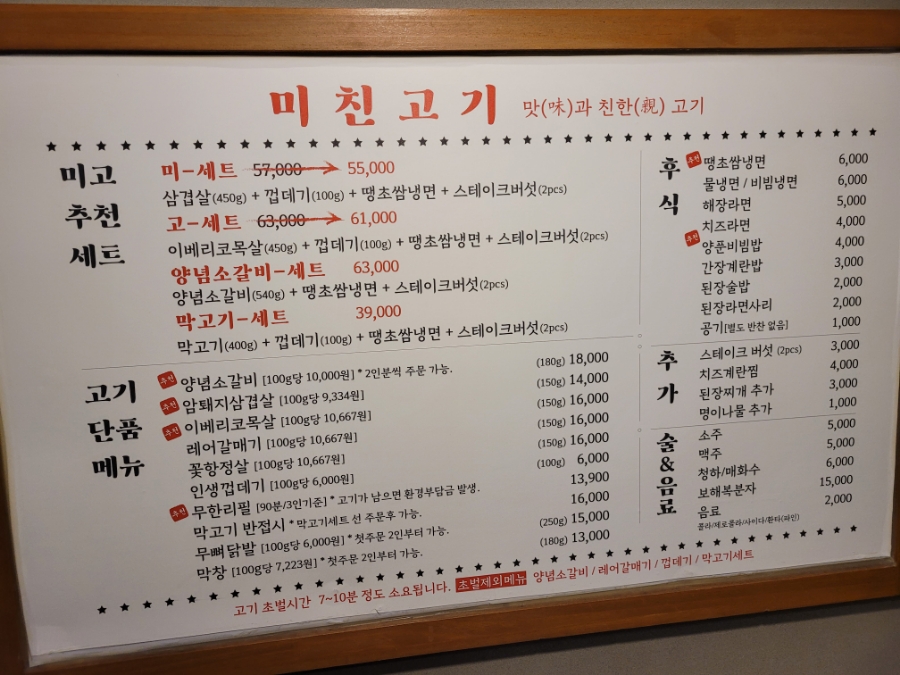 미친고기 맛(味)과 친한(親) 고기
미고
추천
세트
미-세트 57,000 → 55,000
삼겹살(450g) + 껍데기(100g) + 땡초쌈냉면 + 스테이크버섯(2pcs)
고-세트 63,000 → 61,000
이베리코목살(450g) + 껍데기(100g) + 땡초쌈냉면 + 스테이크버섯(2pcs)
양념소갈비-세트 63,000
양념소갈비(540g) + 땡초쌈냉면 + 스테이크버섯(2pcs)
막고기-세트 39,000
막고기(400g) + 껍데기(100g) + 땡초쌈냉면 + 스테이크버섯(2pcs)
고기
단품
메뉴
추천 양념소갈비 [100g당 10,000원] * 2인분씩 주문 가능. (180g) 18,000
추천 암퇘지삼겹살 [100g당 9,334원] (150g) 14,000
추천 이베리코목살 [100g당 10,667원] (150g) 16,000
레어갈매기 [100g당 10,667원] (150g) 16,000
꽃항정살 [100g당 10,667원] (150g) 16,000
인생껍데기 [100g당 6,000원] (100g) 6,000
추천 무한리필 [90분/3인기준] * 고기가 남으면 환경부담금 발생. 13,900
막고기 반접시 * 막고기세트 선 주문후 가능. 16,000
무뼈닭발 [100g당 6,000원] * 첫주문 2인부터 가능. (250g) 15,000
막창 [100g당 7,223원] * 첫주문 2인부터 가능. (180g) 13,000
후식
추천 땡초쌈냉면 6,000
물냉면 / 비빔냉면 6,000
해장라면 5,000
치즈라면 4,000
추천 양푼비빔밥 4,000
간장계란밥 3,000
된장술밥 2,000
된장라면사리 2,000
공기[별도 반찬 없음] 1,000
추가
스테이크 버섯 (2pcs) 3,000
치즈계란찜 4,000
된장찌개 추가 3,000
명이나물 추가 1,000
술&음료
소주 5,000
맥주 5,000
청하/매화수 6,000
보해복분자 15,000
음료 2,000
콜라/제로콜라/사이다/환타(파인)
고기 초벌시간 7~10분 정도 소요됩니다. 초벌제외메뉴 양념소갈비 / 레어갈매기 / 껍데기 / 막고기세트